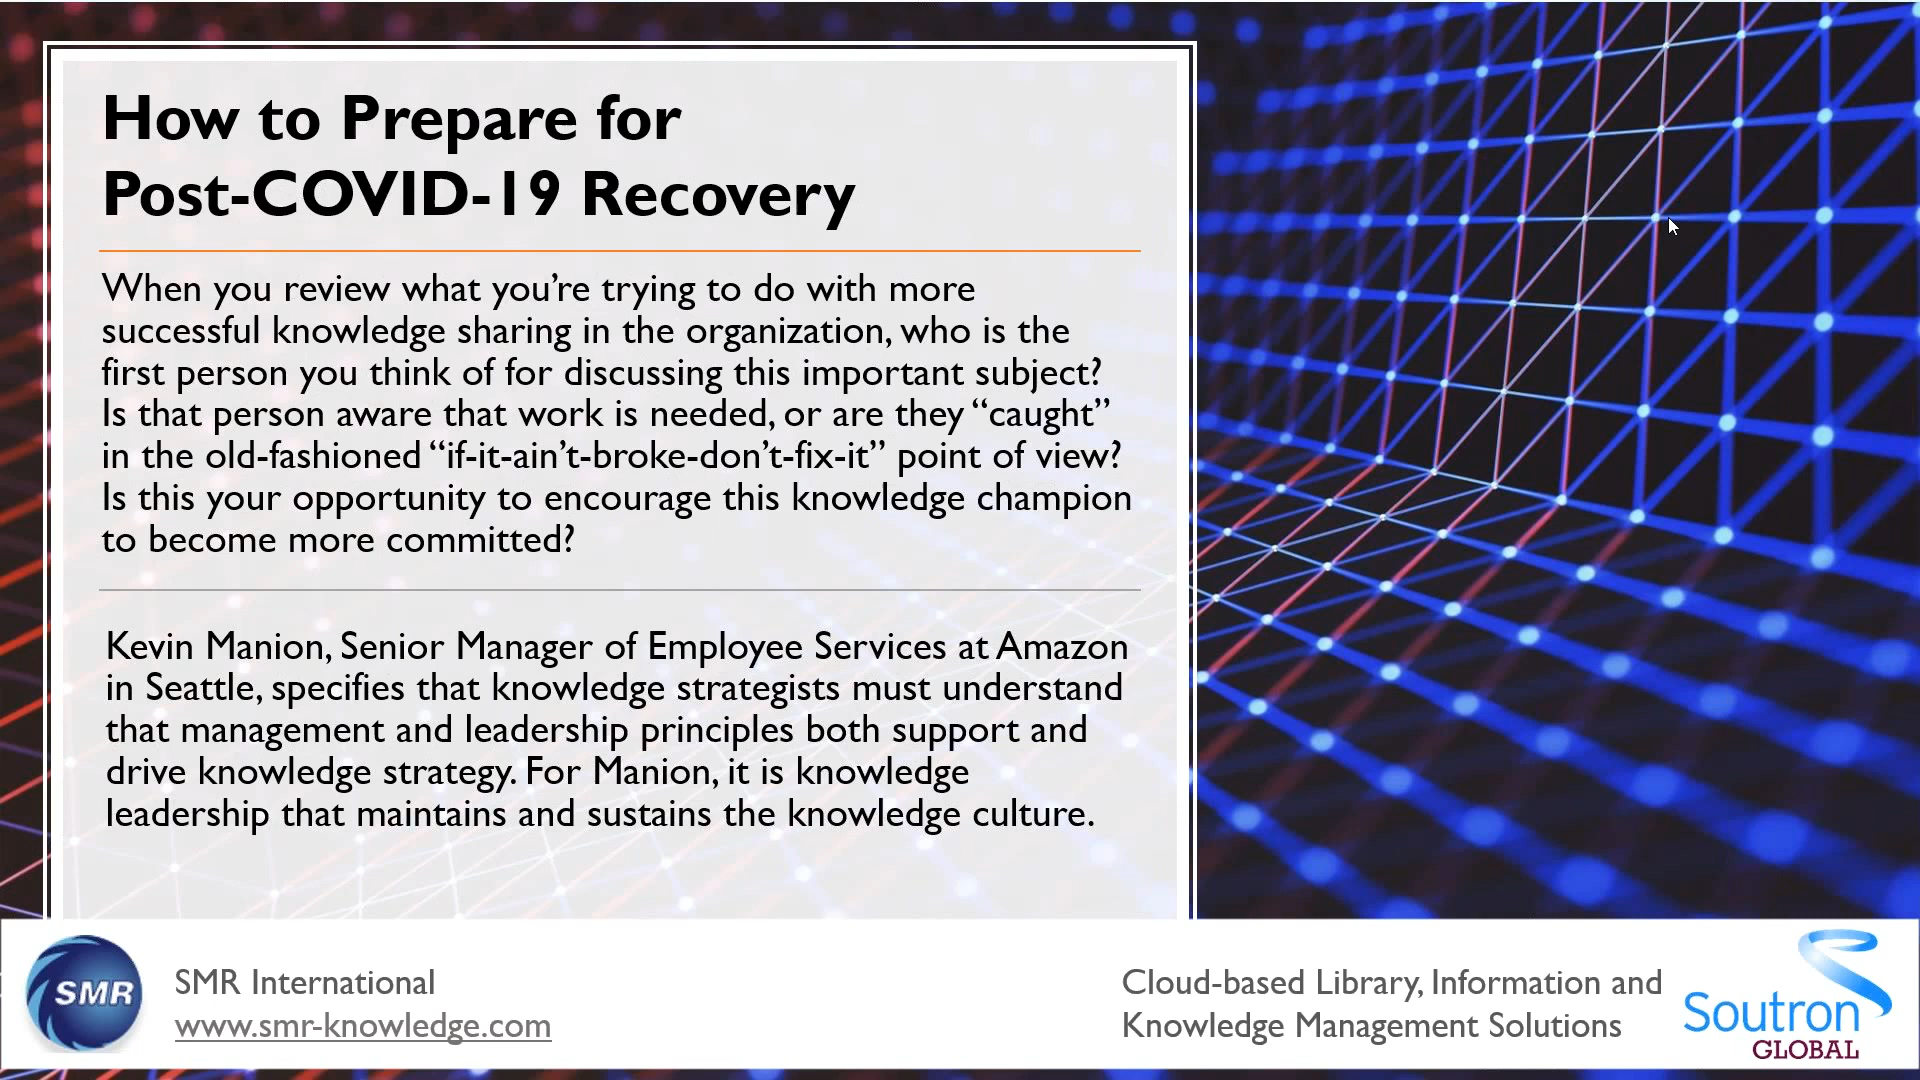 How to Prepare for
Post-COVID-19 Recovery
When you review what you’re trying to do with more
successful knowledge sharing in the organization, who is the
first person you think of for discussing this important subject?
Is that person aware that work is needed, or are they “caught”
in the old-fashioned “if-it-ain’t-broke-don’t-fix-it” point of view?
Is this your opportunity to encourage this knowledge champion
to become more committed?
Kevin Manion, Senior Manager of Employee Services at Amazon
in Seattle, specifies that knowledge strategists must understand
that management and leadership principles both support and
drive knowledge strategy. For Manion, it is knowledge
leadership that maintains and sustains the knowledge culture.
SMR
SMR International
www.smr-knowledge.com
Cloud-based Library, Information and
Knowledge Management Solutions
Soutron
GLOBAL